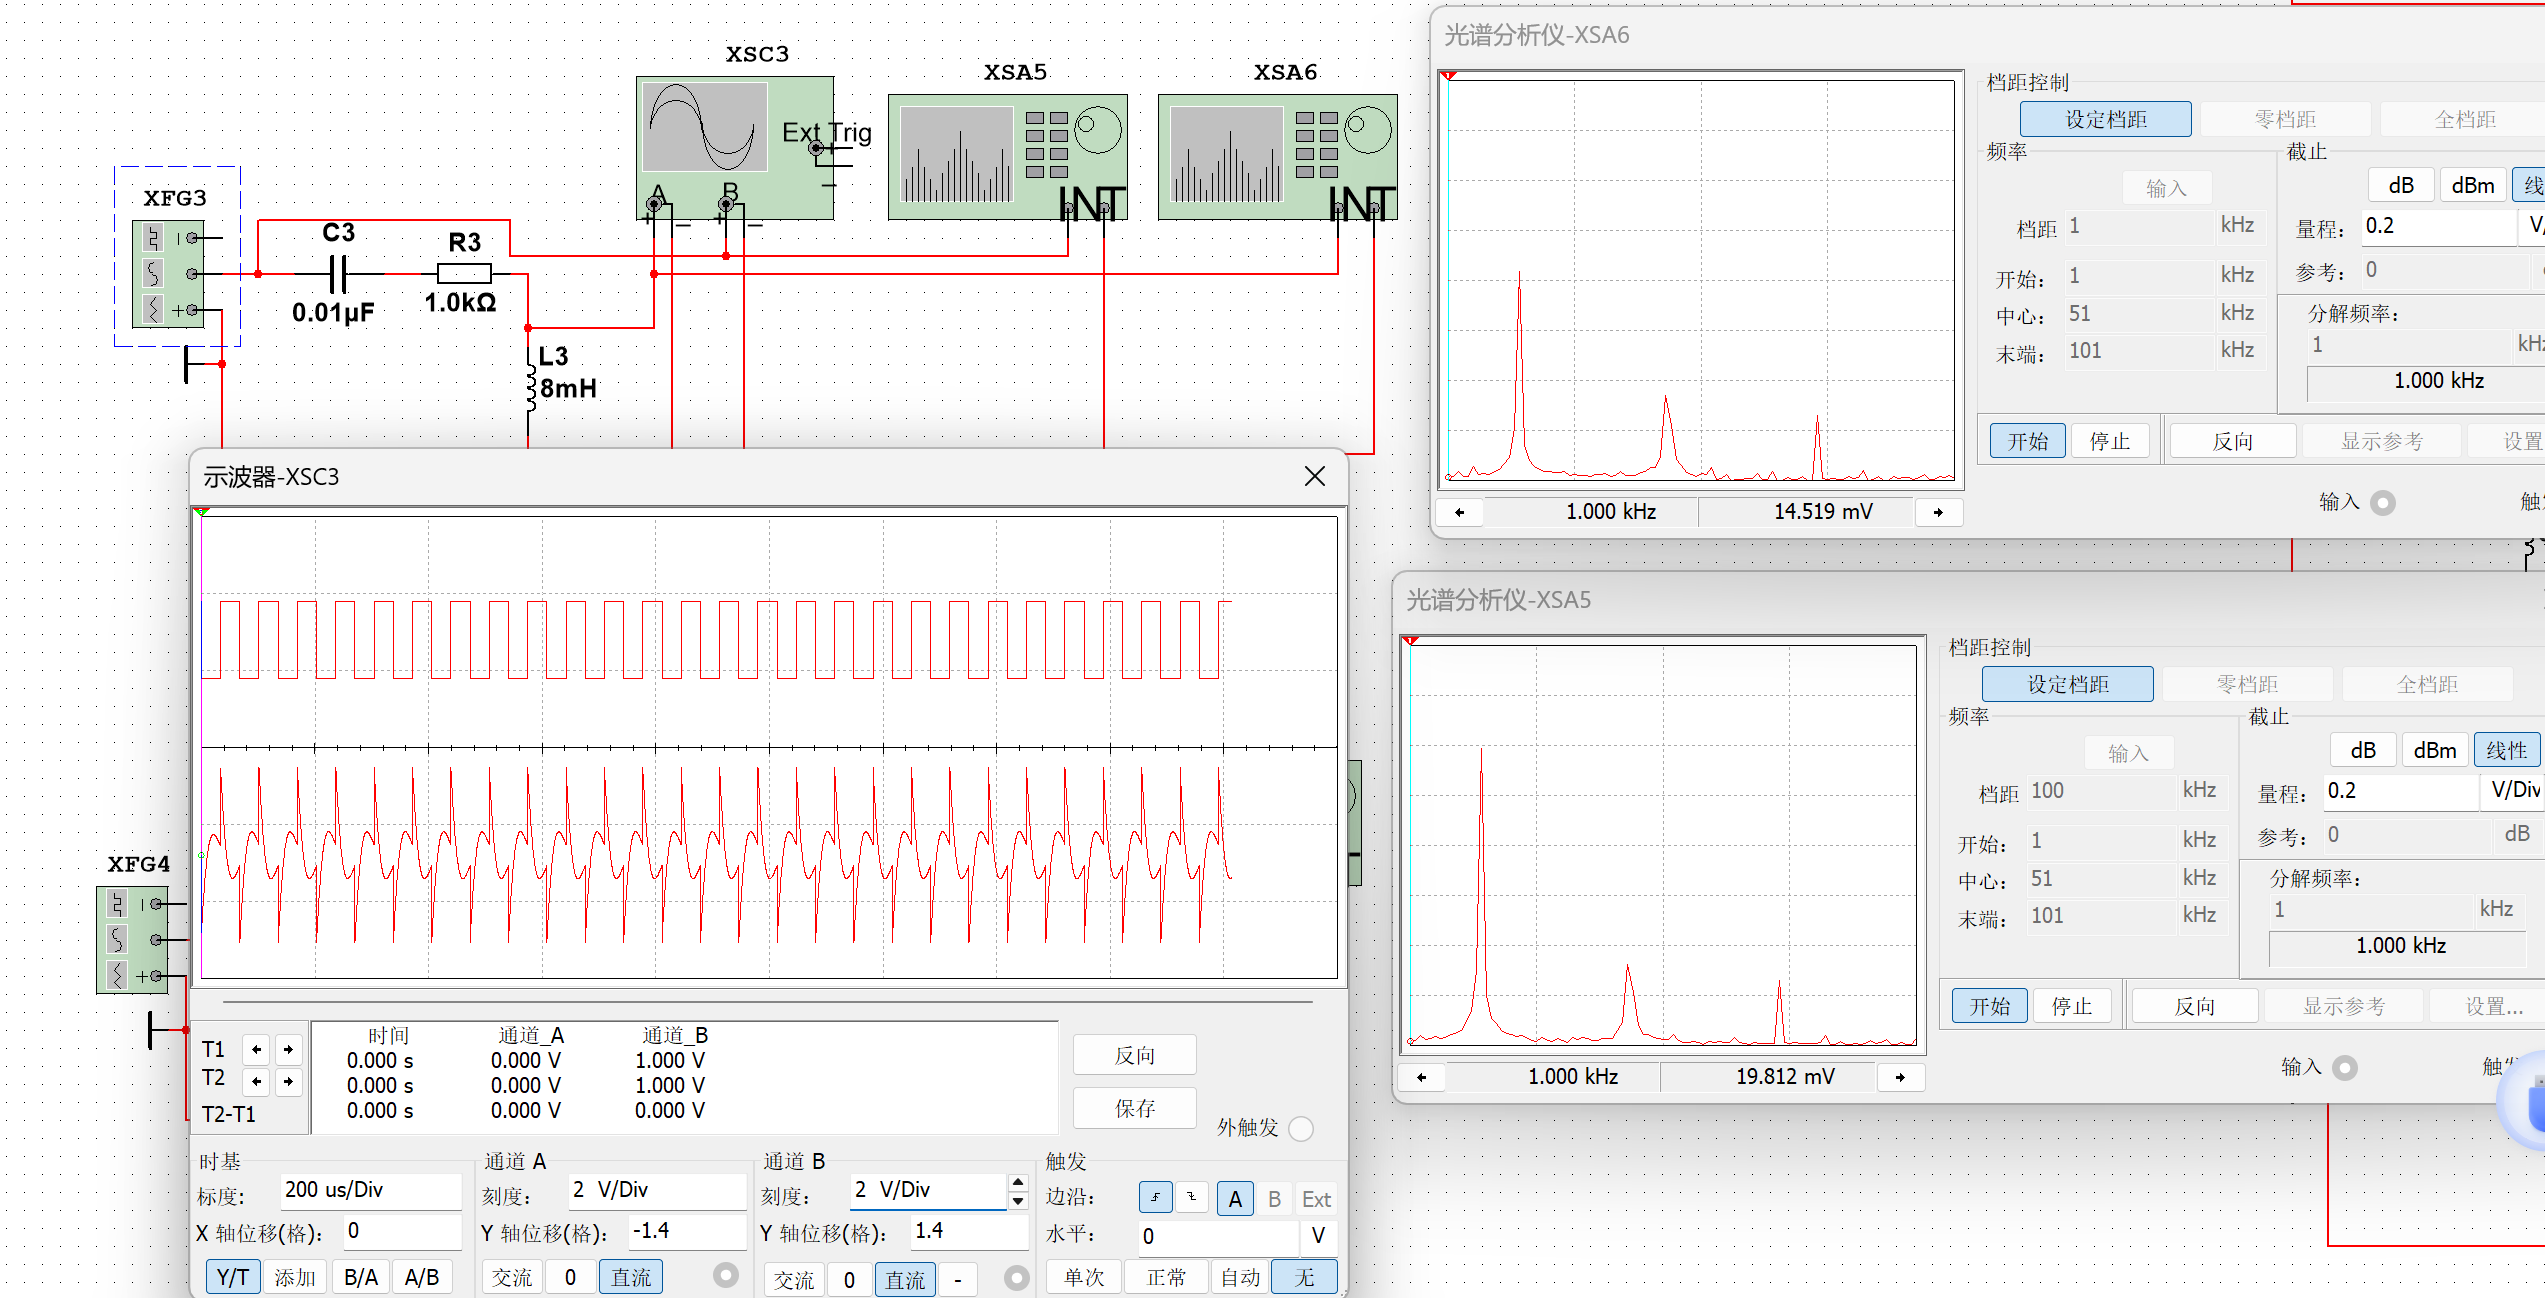 XSC3
XSA5
XSA6
Ext Trig
A
B
INT
INT
XFG3
C3
0.01µF
R3
1.0kΩ
L3
8mH
XFG4
光谱分析仪-XSA6
档距控制
设定档距
零档距
全档距
频率
截止
输入
dB
dBm
线
档距
1
kHz
量程:
0.2
V/
开始:
1
kHz
参考:
0
中心:
51
kHz
分解频率:
末端:
101
kHz
1
kHz
1.000 kHz
开始
停止
反向
显示参考
设置
1.000 kHz
14.519 mV
输入
触
示波器-XSC3
时间
通道_A
通道_B
T1
0.000 s
0.000 V
1.000 V
T2
0.000 s
0.000 V
1.000 V
T2-T1
0.000 s
0.000 V
0.000 V
反向
保存
外触发
时基
标度:
200 us/Div
X 轴位移(格):
0
Y/T
添加
B/A
A/B
通道 A
刻度:
2 V/Div
Y 轴位移(格):
-1.4
交流
0
直流
通道 B
刻度:
2 V/Div
Y 轴位移(格):
1.4
交流
0
直流
-
触发
边沿:
A
B
Ext
水平:
0
V
单次
正常
自动
无
光谱分析仪-XSA5
档距控制
设定档距
零档距
全档距
频率
截止
输入
dB
dBm
线性
档距
100
kHz
量程:
0.2
V/Div
开始:
1
kHz
参考:
0
dB
中心:
51
kHz
分解频率:
末端:
101
kHz
1
kHz
1.000 kHz
开始
停止
反向
显示参考
设置...
1.000 kHz
19.812 mV
输入
触